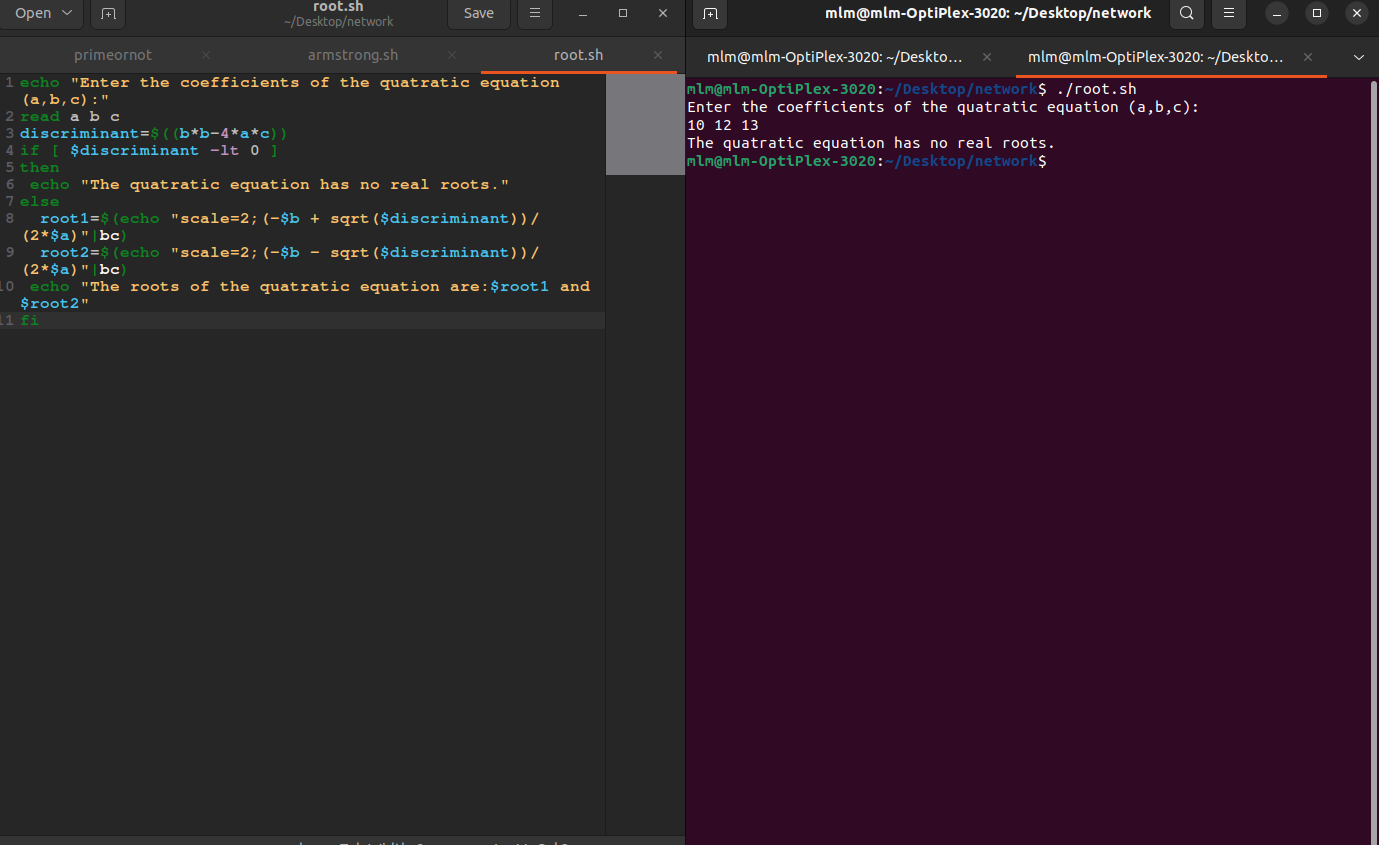 Open
root.sh
~/Desktop/network
Save
primeornot
armstrong.sh
root.sh
1 echo "Enter the coefficients of the quatratic equation
(a,b,c):"
2 read a b c
3 discriminant=$((b*b-4*a*c))
4 if [ $discriminant -lt 0 ]
5 then
6  echo "The quatratic equation has no real roots."
7 else
8   root1=$(echo "scale=2;(-$b + sqrt($discriminant))/
(2*$a)"|bc)
9   root2=$(echo "scale=2;(-$b - sqrt($discriminant))/
(2*$a)"|bc)
10  echo "The roots of the quatratic equation are:$root1 and
$root2"
11 fi
mlm@mlm-OptiPlex-3020: ~/Desktop/network
mlm@mlm-OptiPlex-3020: ~/Deskto...
mlm@mlm-OptiPlex-3020: ~/Deskto...
mlm@mlm-OptiPlex-3020:~/Desktop/network$ ./root.sh
Enter the coefficients of the quatratic equation (a,b,c):
10 12 13
The quatratic equation has no real roots.
mlm@mlm-OptiPlex-3020:~/Desktop/network$